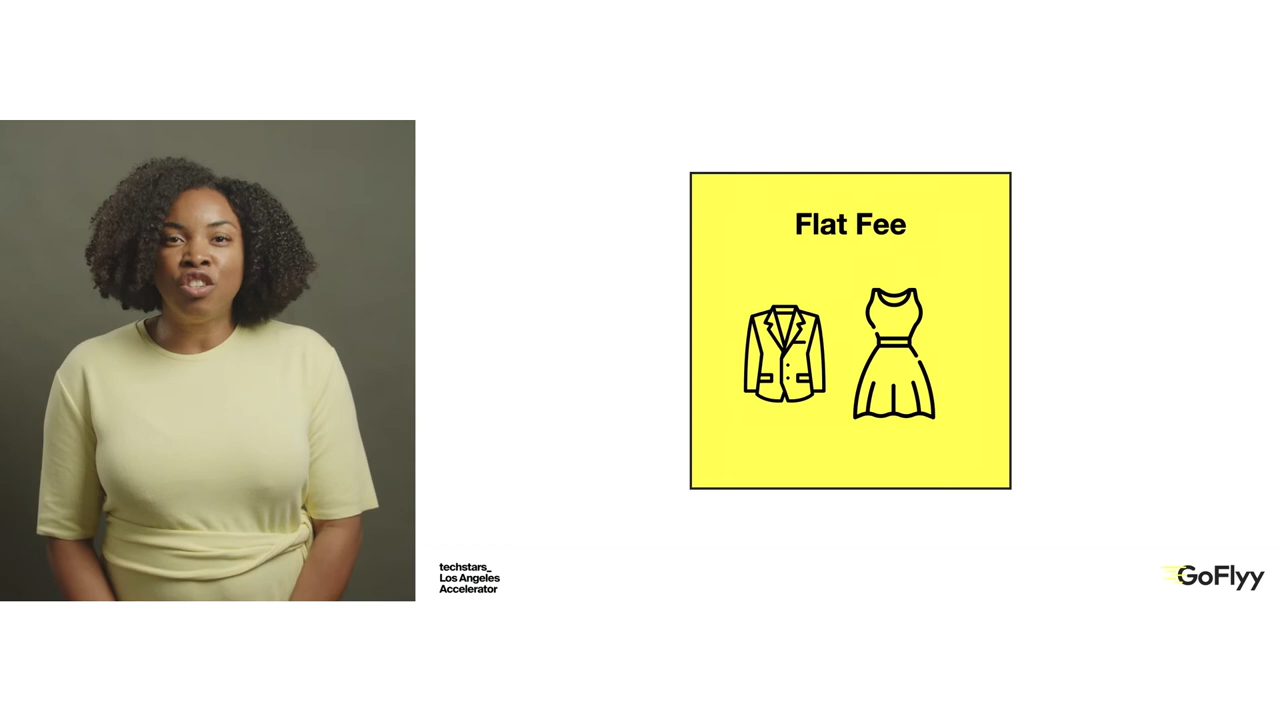 Flat Fee
techstars_
Los Angeles
Accelerator
GoFlyy